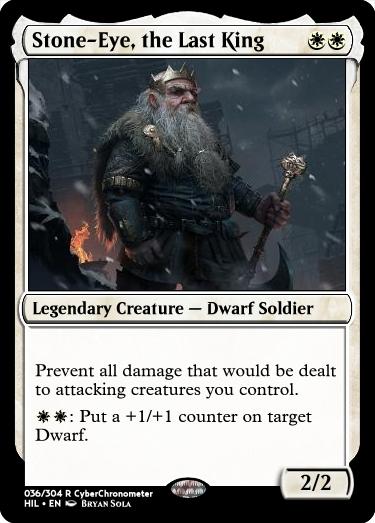 Stone-Eye, the Last King
Legendary Creature — Dwarf Soldier
Prevent all damage that would be dealt
to attacking creatures you control.
: Put a +1/+1 counter on target
Dwarf.
2/2
036/304 R CyberChronometer
HIL • EN Bryan Sola